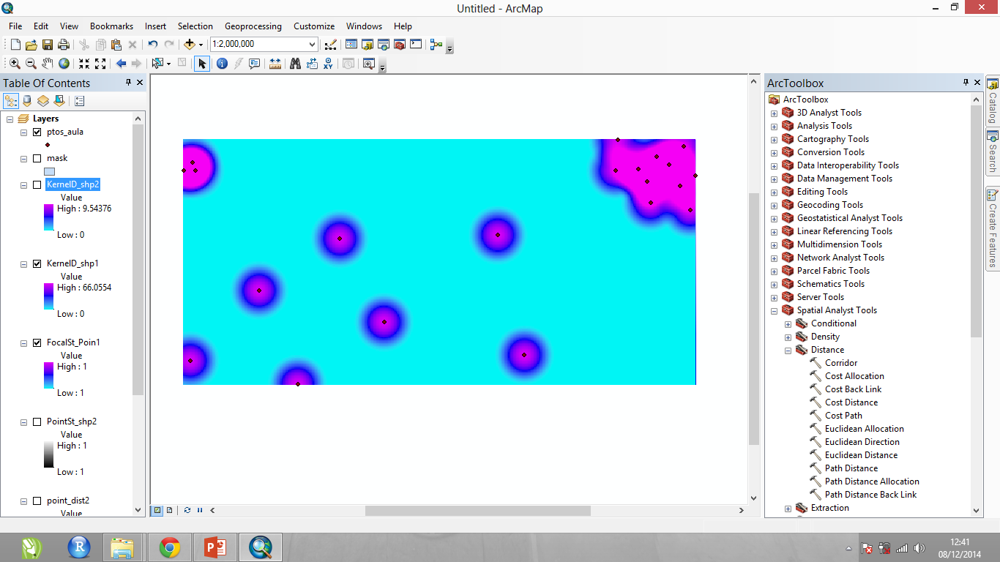 Untitled - ArcMap
File Edit View Bookmarks Insert Selection Geoprocessing Customize Windows Help
1:2,000,000
XY
Table Of Contents
Layers
ptos_aula
mask
KernelD_shp2
Value
High : 9.54376
Low : 0
KernelD_shp1
Value
High : 66.0554
Low : 0
FocalSt_Poin1
Value
High : 1
Low : 1
PointSt_shp2
Value
High : 1
Low : 1
point_dist2
Value
ArcToolbox
ArcToolbox
3D Analyst Tools
Analysis Tools
Cartography Tools
Conversion Tools
Data Interoperability Tools
Data Management Tools
Editing Tools
Geocoding Tools
Geostatistical Analyst Tools
Linear Referencing Tools
Multidimension Tools
Network Analyst Tools
Parcel Fabric Tools
Schematics Tools
Server Tools
Spatial Analyst Tools
Conditional
Density
Distance
Corridor
Cost Allocation
Cost Back Link
Cost Distance
Cost Path
Euclidean Allocation
Euclidean Direction
Euclidean Distance
Path Distance
Path Distance Allocation
Path Distance Back Link
Extraction
Catalog
Search
Create Features
R
P
12:41
08/12/2014